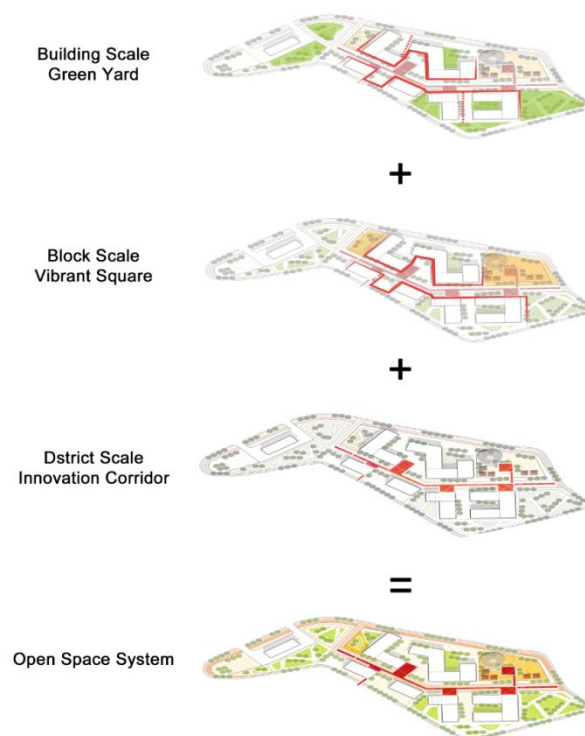 Building Scale
Green Yard
+
Block Scale
Vibrant Square
+
Dstrict Scale
Innovation Corridor
=
Open Space System